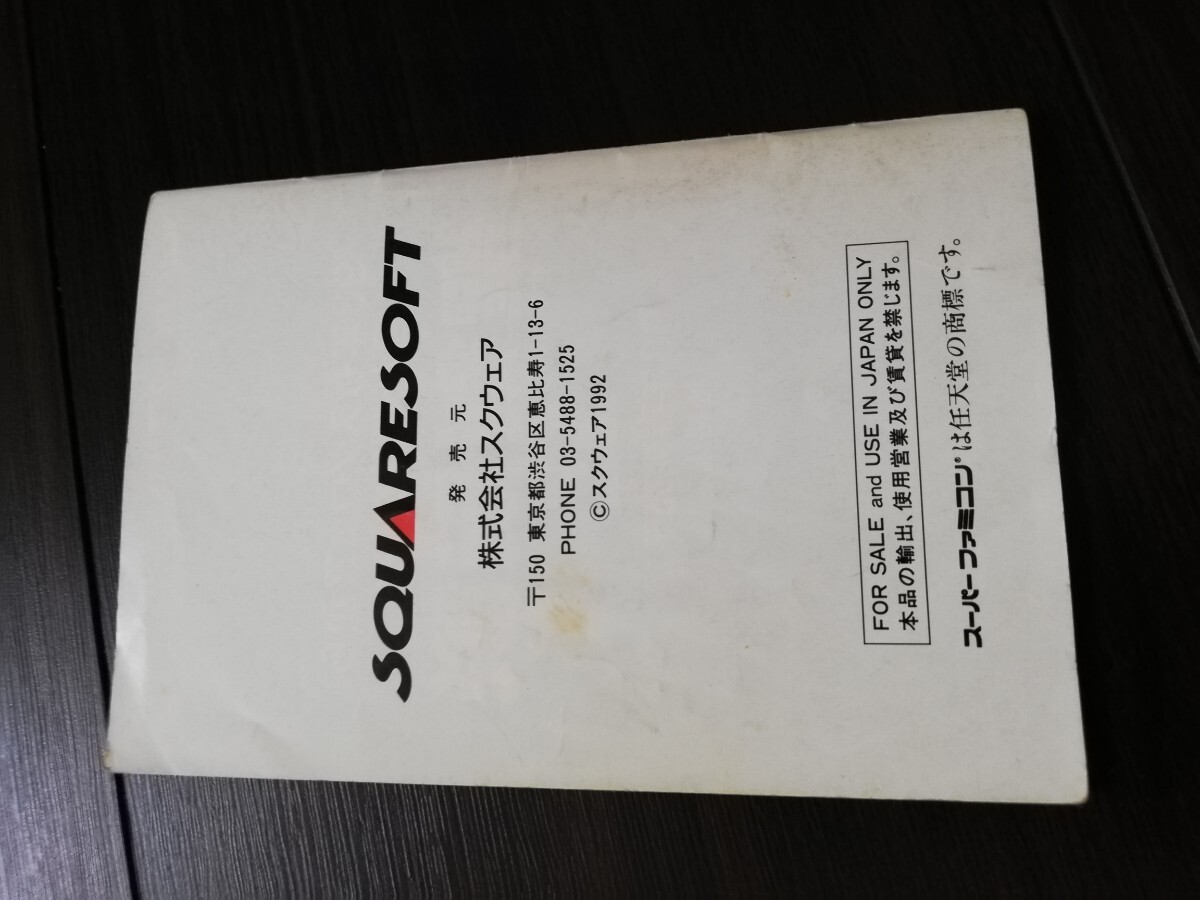 SQUARESOFT
発売元
株式会社スクウェア
〒150 東京都渋谷区恵比寿1-13-6
PHONE 03-5488-1525
©スクウェア1992
FOR SALE and USE IN JAPAN ONLY
本品の輸出、使用営業及び賃貸を禁じます。
スーパーファミコン®は任天堂の商標です。